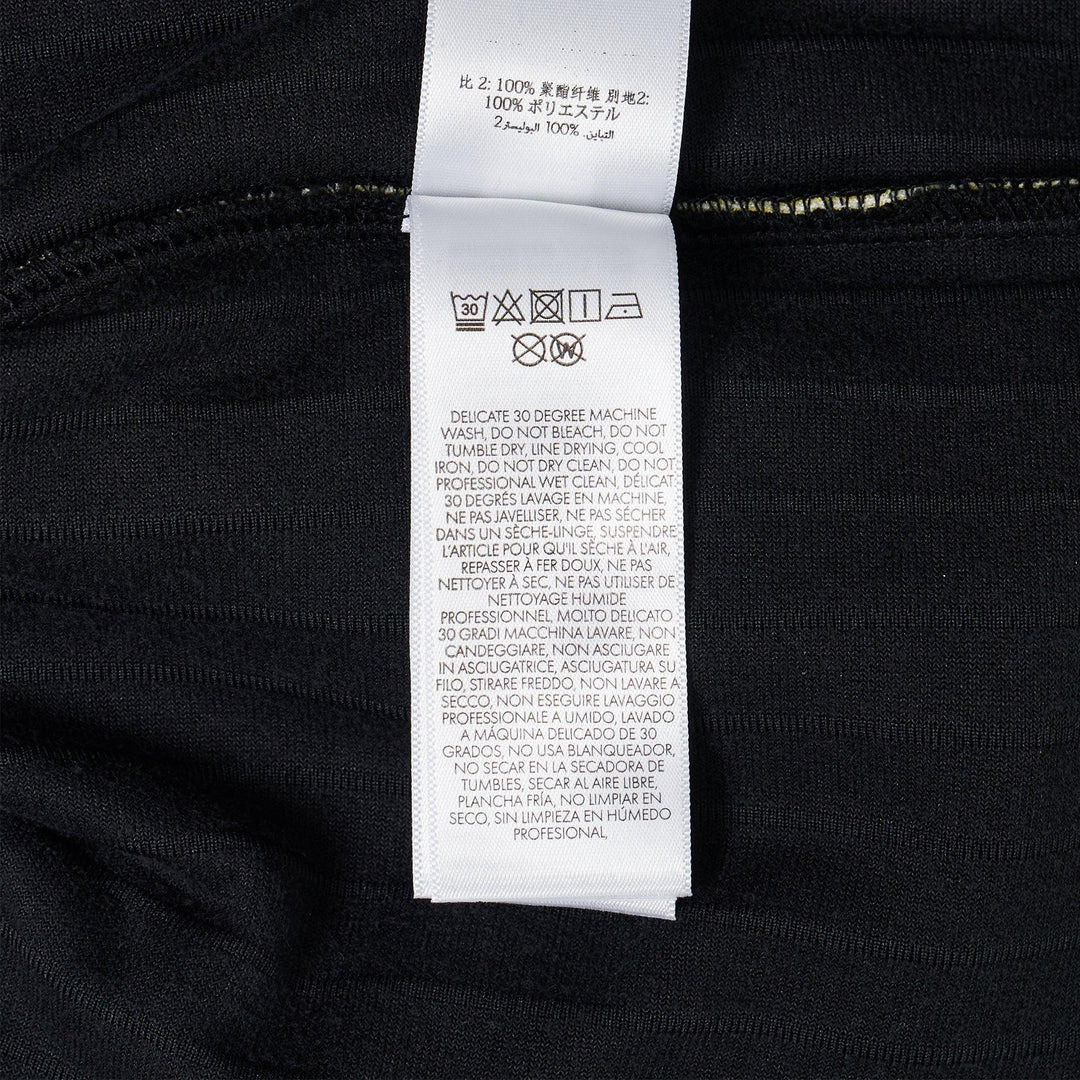 比 2: 100% 聚酯纤维 別地2:
100% ポリエステル
التباين. 100% البوليستر2
30
W
DELICATE 30 DEGREE MACHINE
WASH, DO NOT BLEACH, DO NOT
TUMBLE DRY, LINE DRYING, COOL
IRON, DO NOT DRY CLEAN, DO NOT
PROFESSIONAL WET CLEAN, DÉLICAT
30 DEGRÉS LAVAGE EN MACHINE,
NE PAS JAVELLISER, NE PAS SÉCHER
DANS UN SÈCHE-LINGE, SUSPENDRE
L'ARTICLE POUR QU'IL SÈCHE À L'AIR,
REPASSER À FER DOUX, NE PAS
NETTOYER À SEC, NE PAS UTILISER DE
NETTOYAGE HUMIDE
PROFESSIONNEL, MOLTO DELICATO
30 GRADI MACCHINA LAVARE, NON
CANDEGGIARE, NON ASCIUGARE
IN ASCIUGATRICE, ASCIUGATURA SU
FILO, STIRARE FREDDO, NON LAVARE A
SECCO, NON ESEGUIRE LAVAGGIO
PROFESSIONALE A UMIDO, LAVADO
A MÁQUINA DELICADO DE 30
GRADOS, NO USA BLANQUEADOR,
NO SECAR EN LA SECADORA DE
TUMBLES, SECAR AL AIRE LIBRE,
PLANCHA FRÍA, NO LIMPIAR EN
SECO, SIN LIMPIEZA EN HÚMEDO
PROFESIONAL,